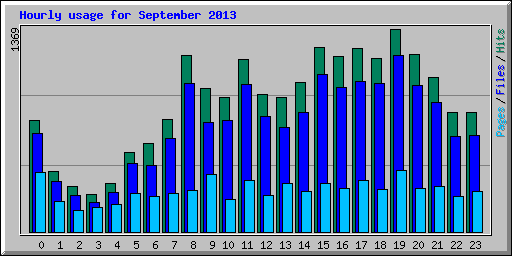 Hourly usage for September 2013
1369
Pages / Files / Hits
0 1 2 3 4 5 6 7 8 9 10 11 12 13 14 15 16 17 18 19 20 21 22 23